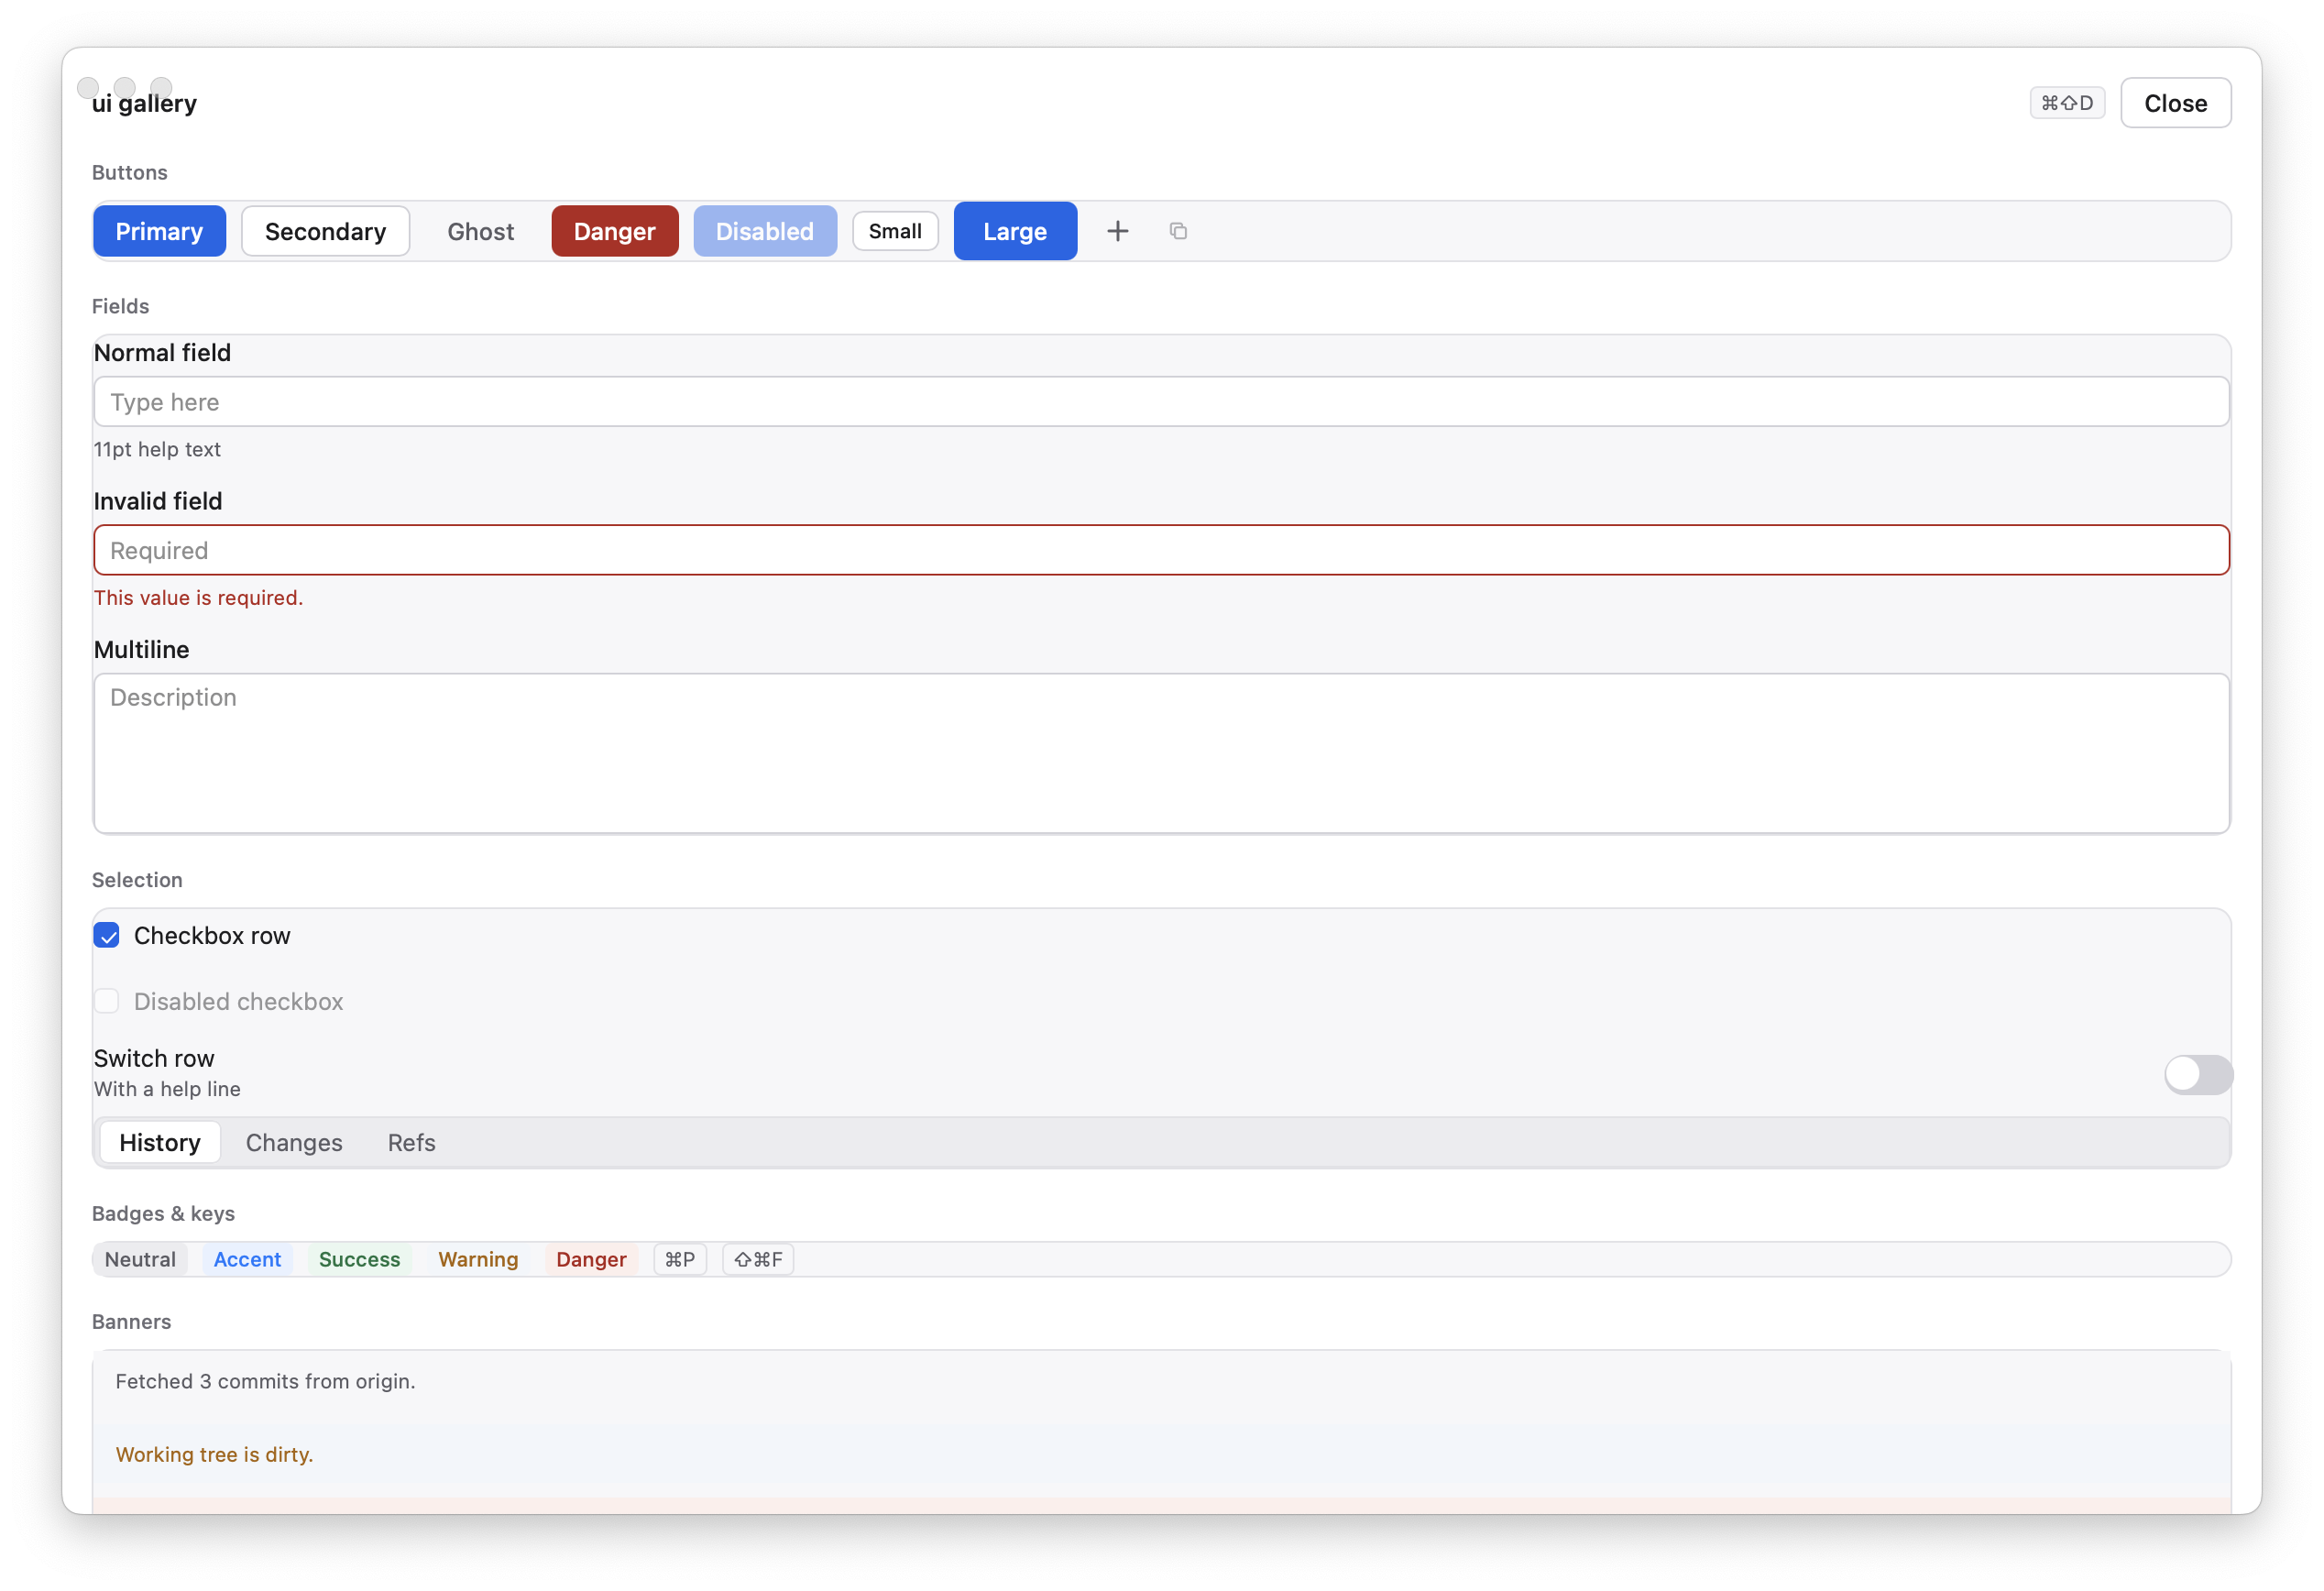 ui gallery
⌘⇧D
Close
Buttons
Primary
Secondary
Ghost
Danger
Disabled
Small
Large
Fields
Normal field
Type here
11pt help text
Invalid field
Required
This value is required.
Multiline
Description
Selection
Checkbox row
Disabled checkbox
Switch row
With a help line
History
Changes
Refs
Badges & keys
Neutral
Accent
Success
Warning
Danger
⌘P
⇧⌘F
Banners
Fetched 3 commits from origin.
Working tree is dirty.